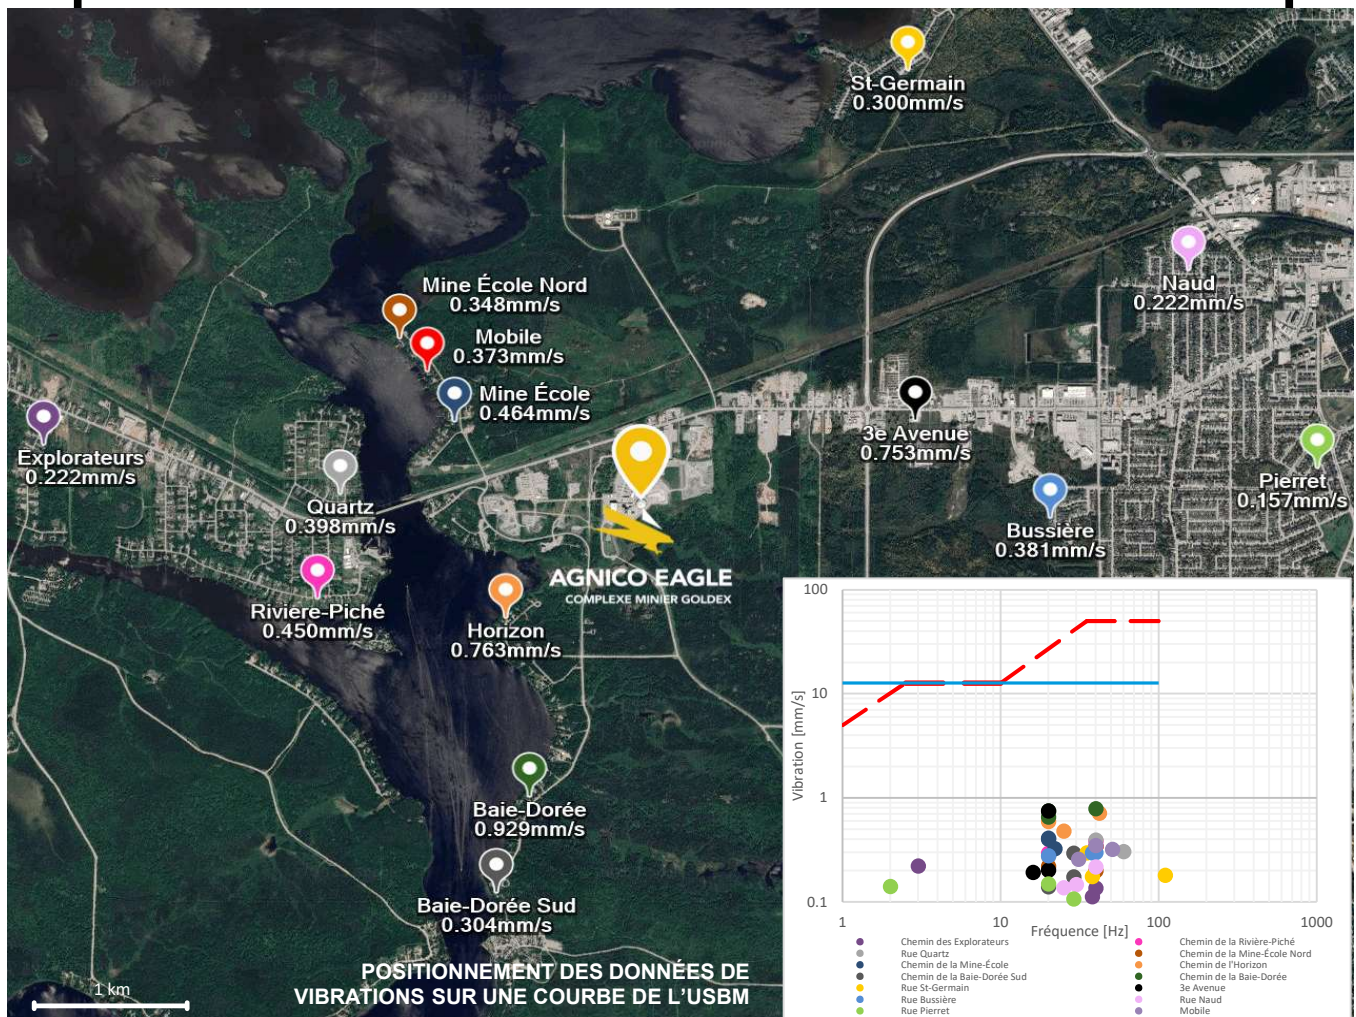 St-Germain
0.300mm/s
Naud
0.222mm/s
Mine École Nord
0.348mm/s
Mobile
0.373mm/s
Mine École
0.464mm/s
Explorateurs
0.222mm/s
Quartz
0.398mm/s
3e Avenue
0.753mm/s
Pierret
0.157mm/s
Bussière
0.381mm/s
AGNICO EAGLE
COMPLEXE MINIER GOLDEX
Riviere-Piché
0.450mm/s
Horizon
0.763mm/s
Baie-Dorée
0.929mm/s
Baie-Dorée Sud
0.304mm/s
POSITIONNEMENT DES DONNÉES DE
VIBRATIONS SUR UNE COURBE DE L'USBM
1 km
Vibration [mm/s]
100
10
1
0.1
1 10 100 1000
Fréquence [Hz]
Chemin des Explorateurs
Chemin de la Rivière-Piché
Rue Quartz
Chemin de la Mine-École Nord
Chemin de la Mine-École
Chemin de l'Horizon
Chemin de la Baie-Dorée Sud
Chemin de la Baie-Dorée
Rue St-Germain
3e Avenue
Rue Bussière
Rue Naud
Rue Pierret
Mobile